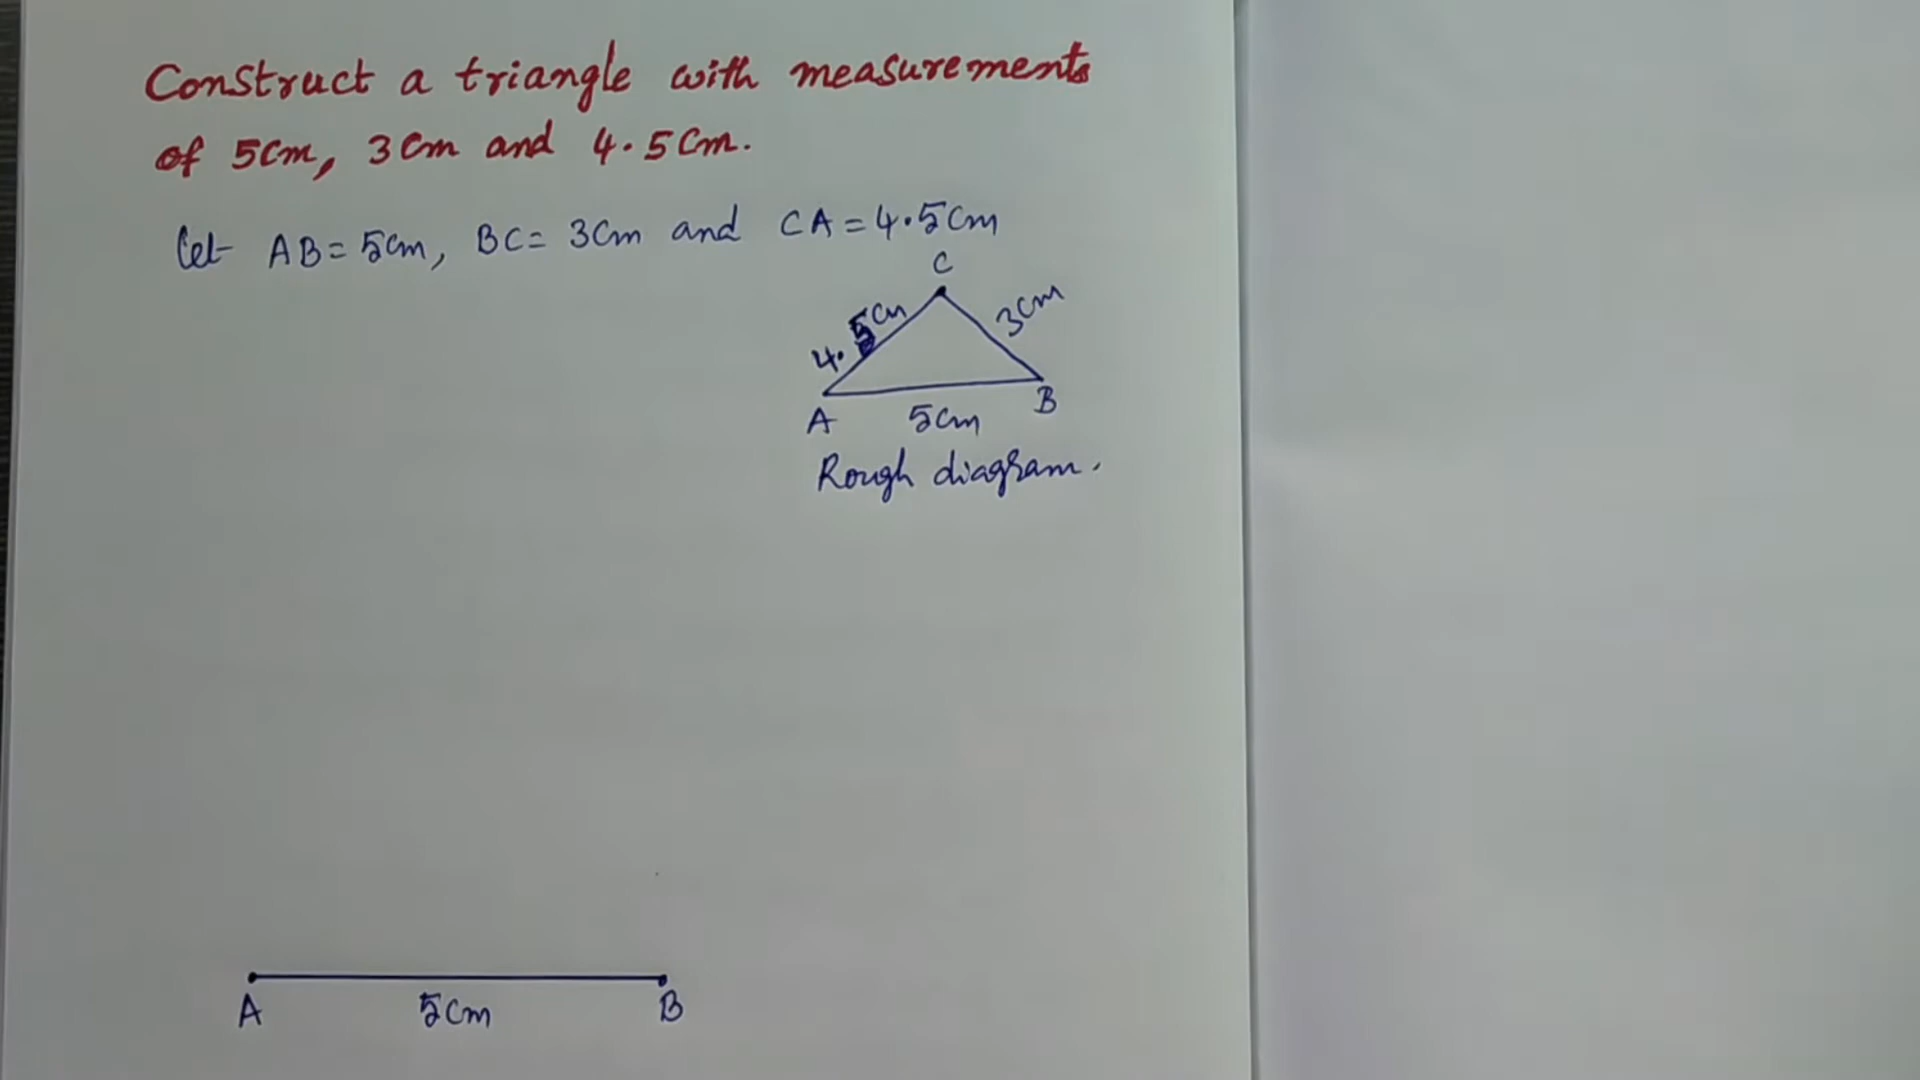 Construct a triangle with measurements
of 5cm, 3cm and 4.5cm.
let AB = 5cm, BC = 3cm and CA = 4.5cm
C
4.5cm
3cm
A
5cm
B
Rough diagram.
A
5cm
B